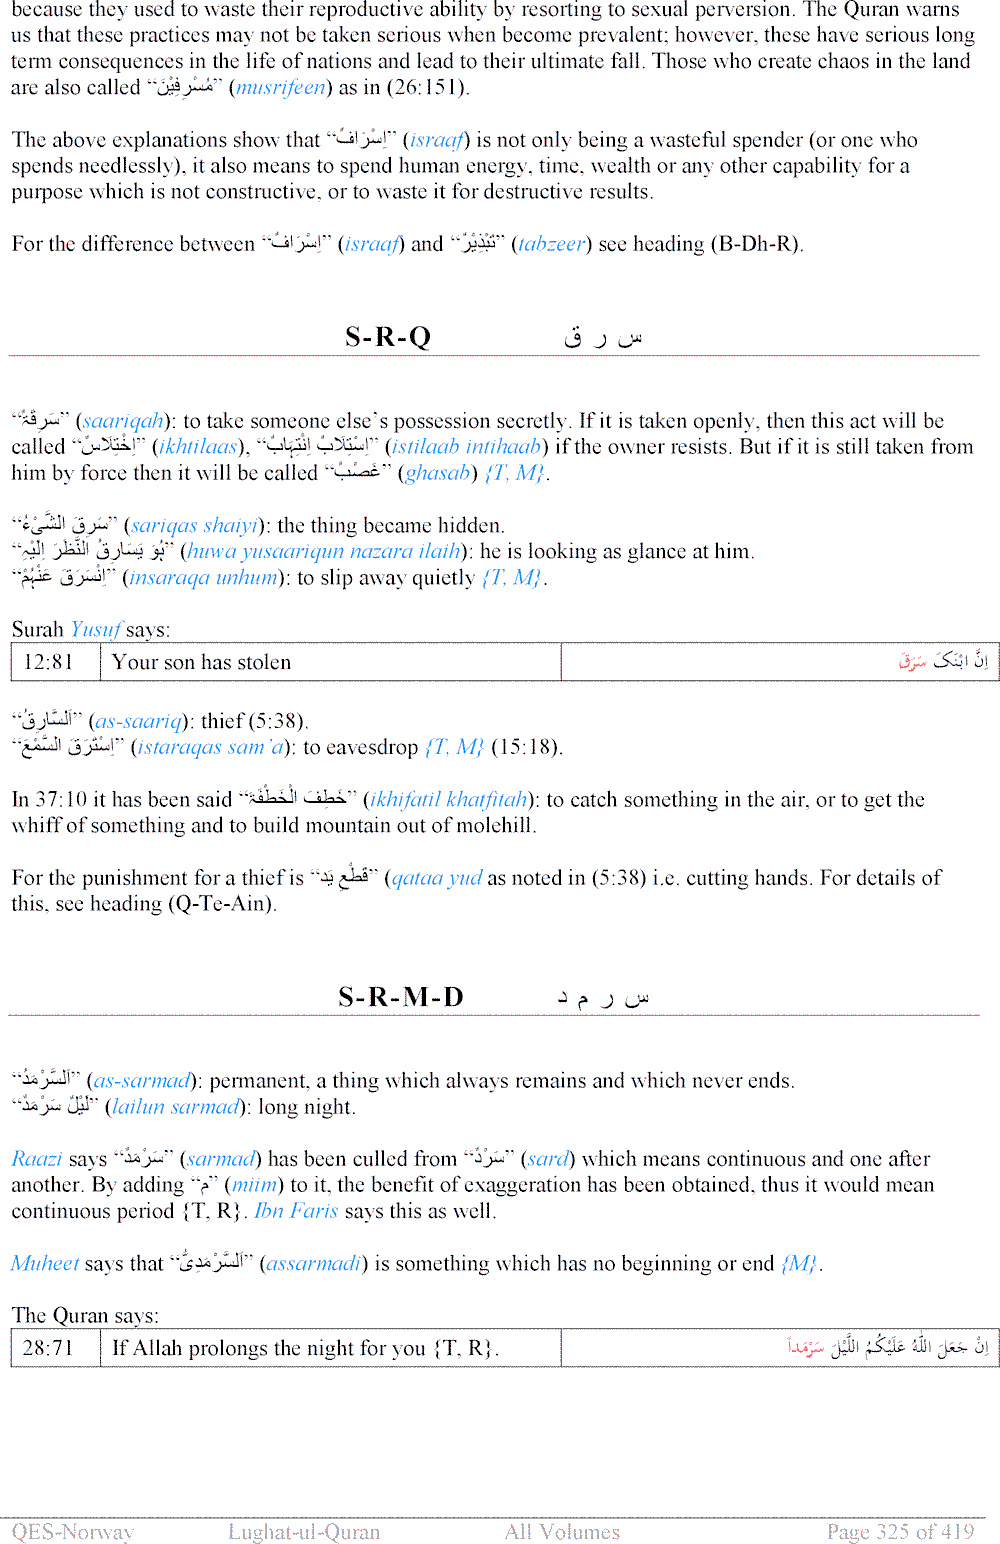 because they used to waste their reproductive ability by resorting to sexual perversion. The Quran warns
us that these practices may not be taken serious when become prevalent; however, these have serious long
term consequences in the life of nations and lead to their ultimate fall. Those who create chaos in the land
are also called “مُسْرِفِيْنَ” (musrifeen) as in (26:151).
The above explanations show that “اِسْرَافٌ” (israaf) is not only being a wasteful spender (or one who
spends needlessly), it also means to spend human energy, time, wealth or any other capability for a
purpose which is not constructive, or to waste it for destructive results.
For the difference between “اِسْرَافٌ” (israaf) and “تَبْذِيْرٌ” (tabzeer) see heading (B-Dh-R).
S-R-Q س ر ق
“سَرِقَۃٌ” (saariqah): to take someone else’s possession secretly. If it is taken openly, then this act will be
called “اِخْتِلَاسٌ” (ikhtilaas), “اِسْتِلَابٌ اِنْتِہَابٌ” (istilaab intihaab) if the owner resists. But if it is still taken from
him by force then it will be called “غَصْبٌ” (ghasab) {T, M}.
“سَرِقَ الشَّیْءُ” (sariqas shaiyi): the thing became hidden.
“ہُوَ یَسَارِقُ النَّظَرَ اِلَیْہِ” (huwa yusaariqun nazara ilaih): he is looking as glance at him.
“اِنْسَرَقَ عَنْہُمْ” (insaraqa unhum): to slip away quietly {T, M}.
Surah Yusuf says:
12:81 Your son has stolen اِنَّ ابْنَکَ سَرَقَ
“اَلسَّارِقُ” (as-saariq): thief (5:38).
“اِسْتَرَقَ السَّمْعَ” (istaraqas sam’a): to eavesdrop {T, M} (15:18).
In 37:10 it has been said “خَطِفَ الْخَطْفَۃَ” (ikhifatil khatfitah): to catch something in the air, or to get the
whiff of something and to build mountain out of molehill.
For the punishment for a thief is “قَطْعِ یَد” (qataa yud as noted in (5:38) i.e. cutting hands. For details of
this, see heading (Q-Te-Ain).
S-R-M-D س ر م د
“اَلسَّرْمَدُ” (as-sarmad): permanent, a thing which always remains and which never ends.
“لَیْلٌ سَرْمَدٌ” (lailun sarmad): long night.
Raazi says “سَرْمَدٌ” (sarmad) has been culled from “سَرْدٌ” (sard) which means continuous and one after
another. By adding “م” (miim) to it, the benefit of exaggeration has been obtained, thus it would mean
continuous period {T, R}. Ibn Faris says this as well.
Muheet says that “اَلسَّرْمَدِیُّ” (assarmadi) is something which has no beginning or end {M}.
The Quran says:
28:71 If Allah prolongs the night for you {T, R}. اِنْ جَعَلَ اللّٰهُ عَلَيْكُمُ الَّيْلَ سَرْمَداً
QES-Norway Lughat-ul-Quran All Volumes Page 325 of 419